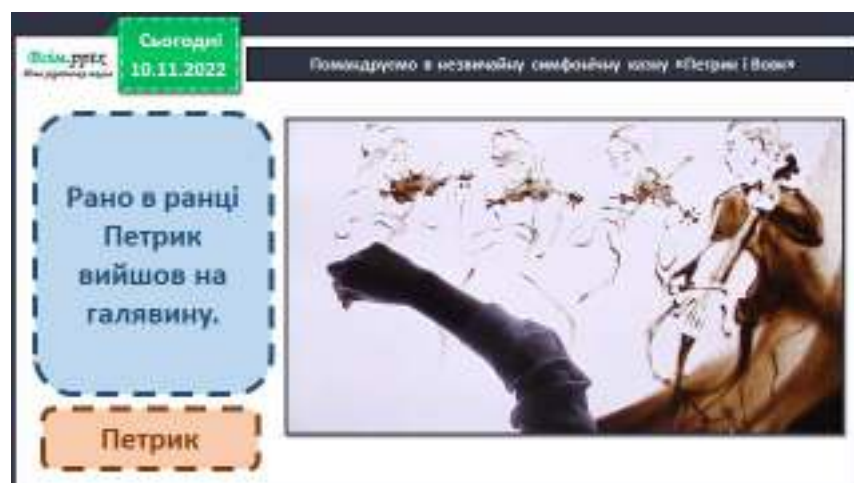 Сьогодні
10.11.2022
Помандруємо в незвичайну симфонічну казку «Петрик і Вовк»
Рано в ранці
Петрик
вийшов на
галявину.
Петрик